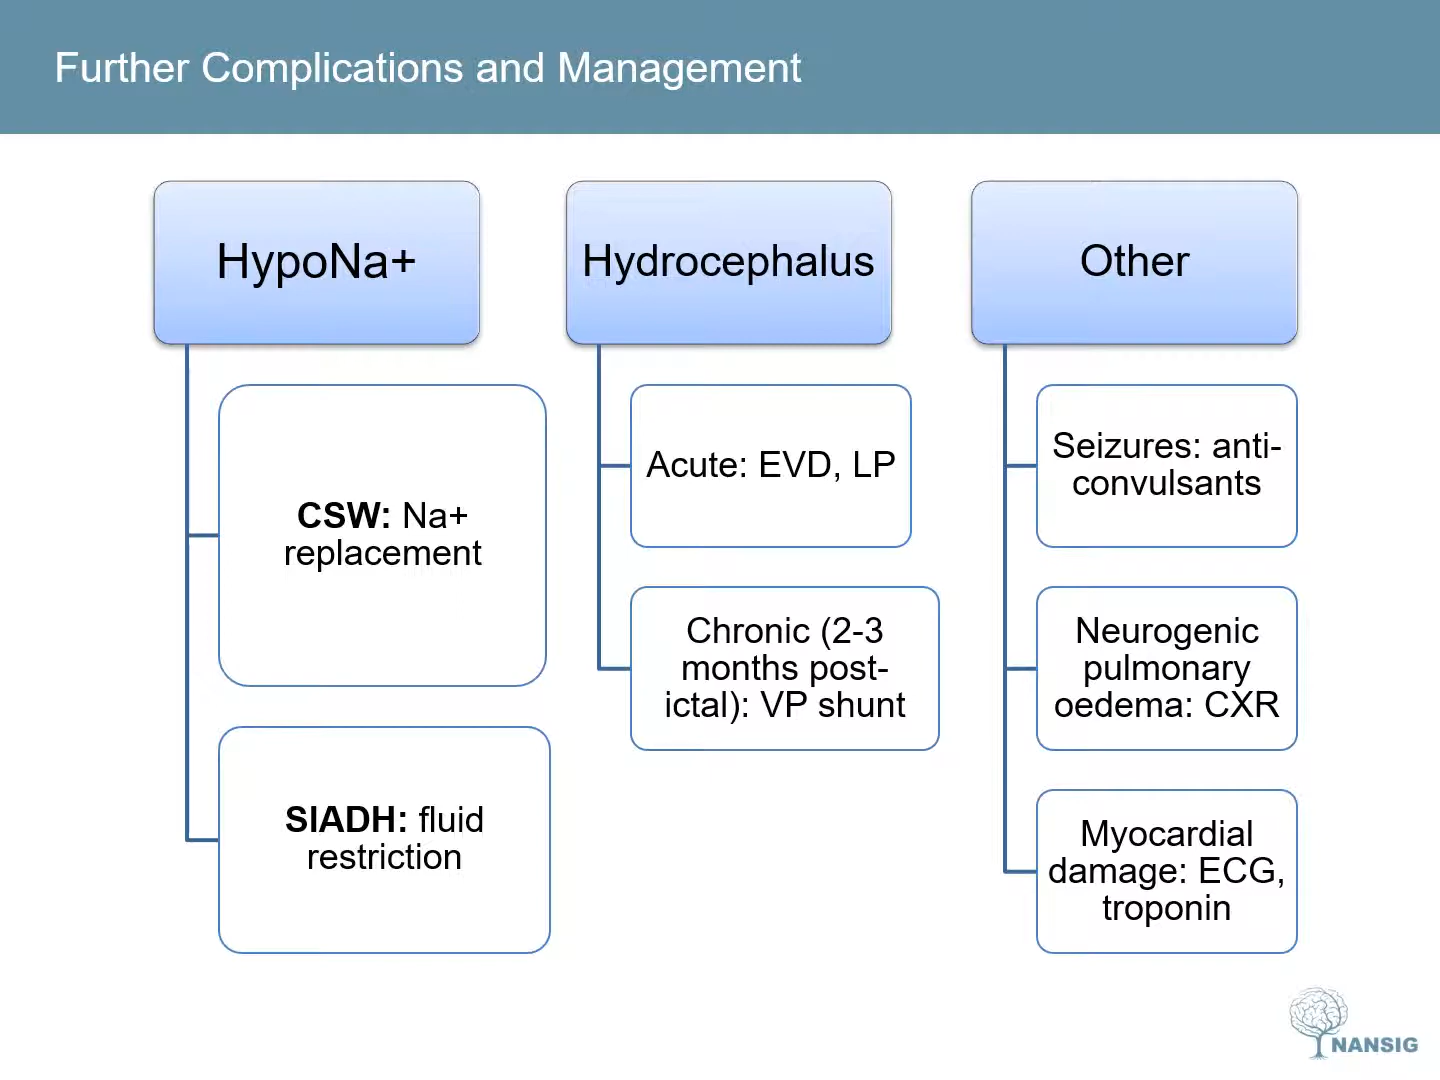 Further Complications and Management
HypoNa+
CSW: Na+
replacement
SIADH: fluid
restriction
Hydrocephalus
Acute: EVD, LP
Chronic (2-3
months post-
ictal): VP shunt
Other
Seizures: anti-
convulsants
Neurogenic
pulmonary
oedema: CXR
Myocardial
damage: ECG,
troponin
NANSIG